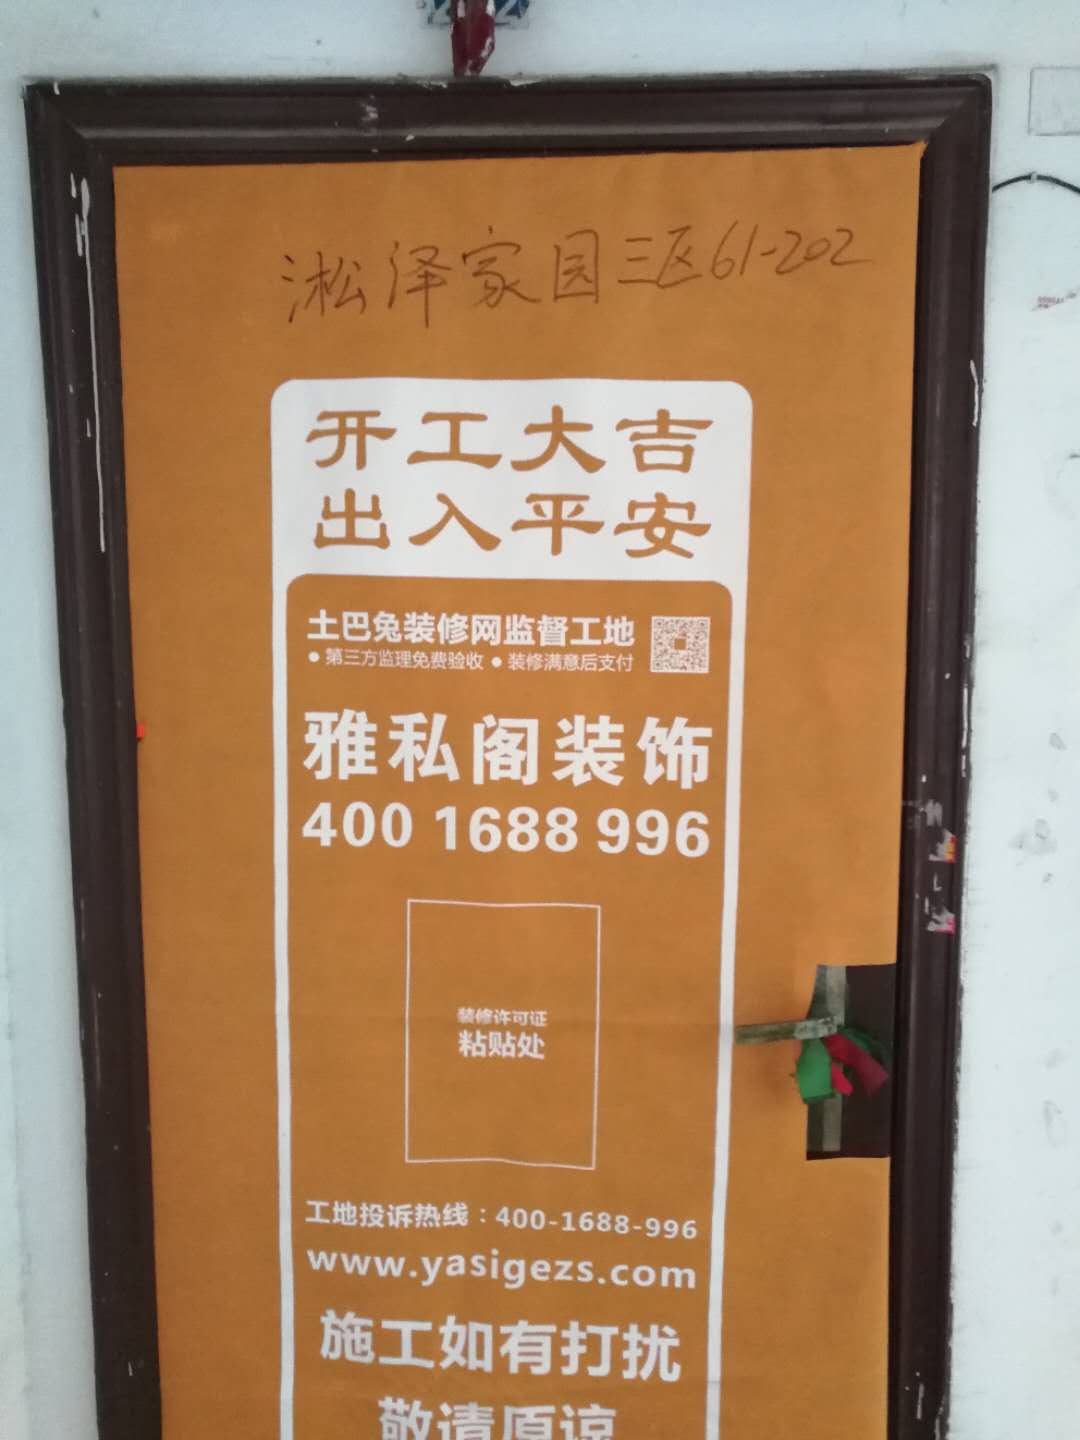 淞泽家园三区61-202
开工大吉
出入平安
土巴兔装修网监督工地
●第三方监理免费验收 ●装修满意后支付
雅私阁装饰
400 1688 996
装修许可证
粘贴处
工地投诉热线：400-1688-996
www.yasigezs.com
施工如有打扰
敬请原谅